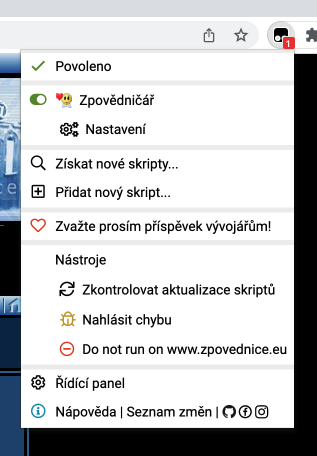 1
Povoleno
Zpovědničář
Nastavení
Získat nové skripty...
Přidat nový skript...
Zvažte prosím příspěvek vývojářům!
Nástroje
Zkontrolovat aktualizace skriptů
Nahlásit chybu
Do not run on www.zpovednice.eu
Řídící panel
Nápověda | Seznam změn |